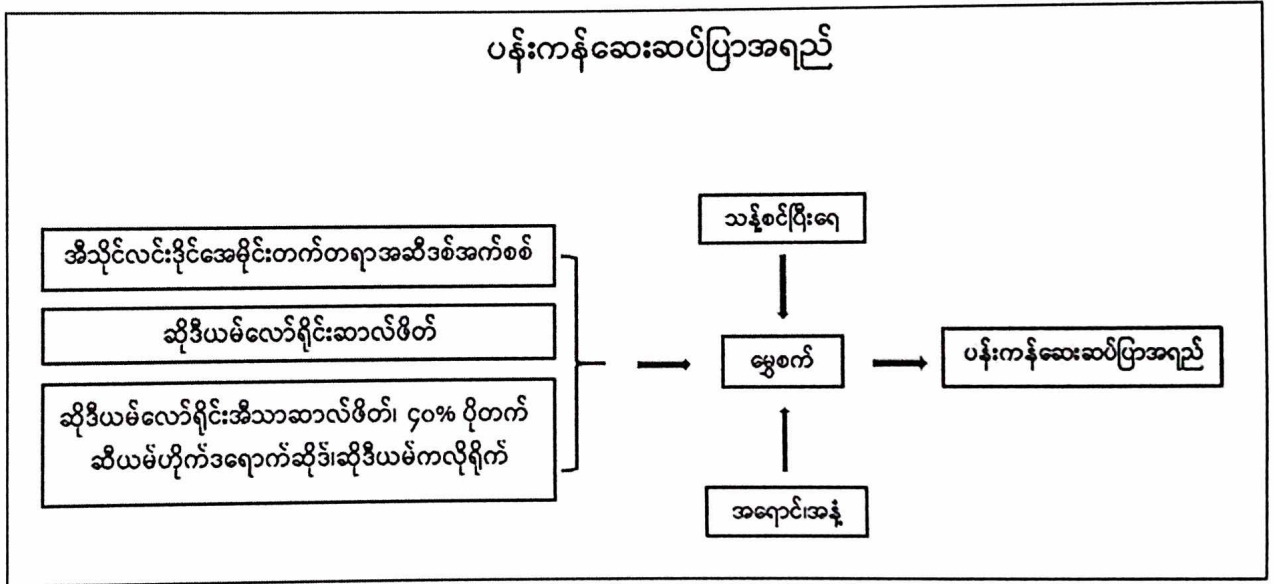 ပန်းကန်ဆေးဆပ်ပြာအရည်
သန့်စင်ပြီးရေ
အီသိုင်လင်းဒိုင်အေမိုင်းတက်တရာအဆီဒစ်အက်စစ်
ဆိုဒီယမ်လော်ရိုင်းဆာလ်ဖိတ်
မွှေစက်
ပန်းကန်ဆေးဆပ်ပြာအရည်
ဆိုဒီယမ်လော်ရိုင်းအီသာဆာလ်ဖိတ်၊ ၄၀% ပိုတက်
ဆီယမ်ဟိုက်ဒရောက်ဆိုဒ်၊ဆိုဒီယမ်ကလိုရိုက်
အရောင်၊အနံ့